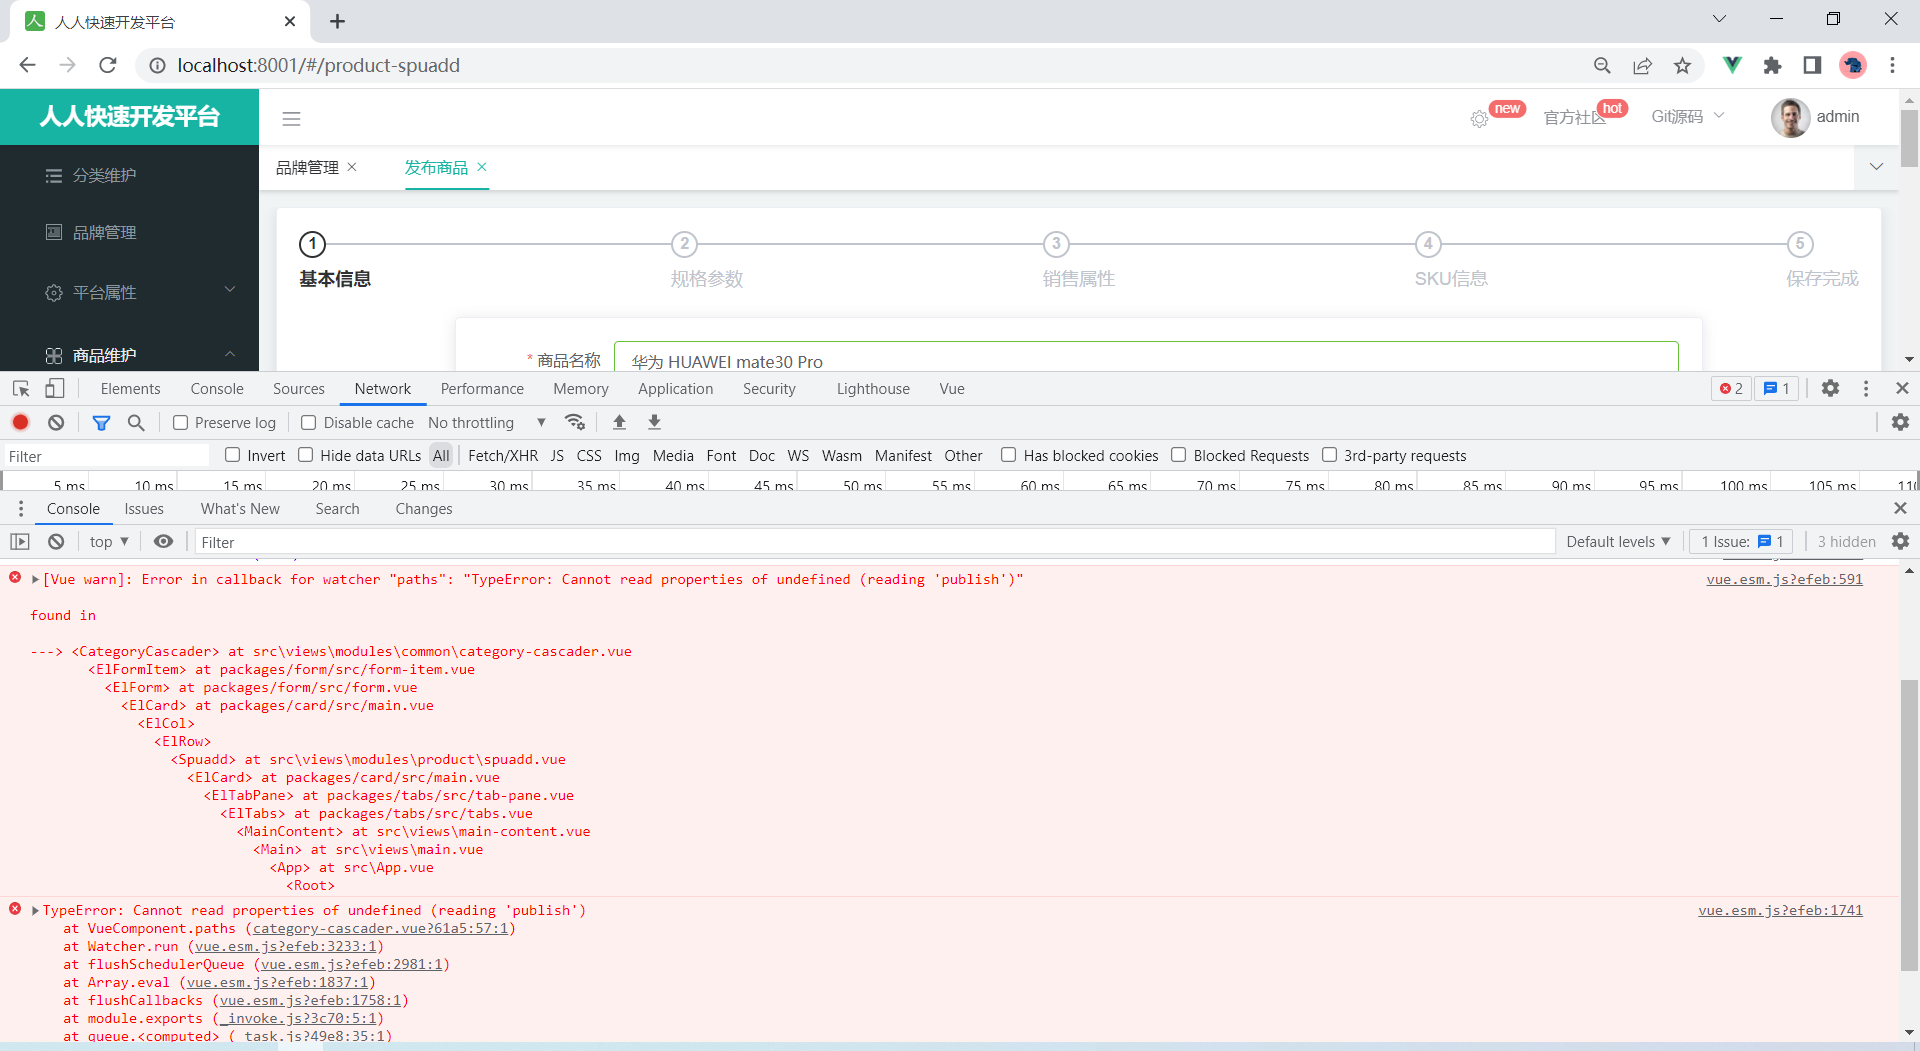 人人快速开发平台
localhost:8001/#/product-spuadd
人人快速开发平台
new
官方社区
hot
Git源码
admin
分类维护
品牌管理
发布商品
品牌管理
平台属性
商品维护
1
2
3
4
5
基本信息
规格参数
销售属性
SKU信息
保存完成
* 商品名称
华为 HUAWEI mate30 Pro
Elements
Console
Sources
Network
Performance
Memory
Application
Security
Lighthouse
Vue
2
1
Preserve log
Disable cache
No throttling
Filter
Invert
Hide data URLs
All
Fetch/XHR
JS
CSS
Img
Media
Font
Doc
WS
Wasm
Manifest
Other
Has blocked cookies
Blocked Requests
3rd-party requests
5 ms
10 ms
15 ms
20 ms
25 ms
30 ms
35 ms
40 ms
45 ms
50 ms
55 ms
60 ms
65 ms
70 ms
75 ms
80 ms
85 ms
90 ms
95 ms
100 ms
105 ms
Console
Issues
What's New
Search
Changes
top
Filter
Default levels
1 Issue: 1
3 hidden
[Vue warn]: Error in callback for watcher "paths": "TypeError: Cannot read properties of undefined (reading 'publish')"
vue.esm.js?efeb:591
found in
---> <CategoryCascader> at src\views\modules\common\category-cascader.vue
<ElFormItem> at packages/form/src/form-item.vue
<ElForm> at packages/form/src/form.vue
<ElCard> at packages/card/src/main.vue
<ElCol>
<ElRow>
<Spuadd> at src\views\modules\product\spuadd.vue
<ElCard> at packages/card/src/main.vue
<ElTabPane> at packages/tabs/src/tab-pane.vue
<ElTabs> at packages/tabs/src/tabs.vue
<MainContent> at src\views\main-content.vue
<Main> at src\views\main.vue
<App> at src\App.vue
<Root>
TypeError: Cannot read properties of undefined (reading 'publish')
vue.esm.js?efeb:1741
at VueComponent.paths (category-cascader.vue?61a5:57:1)
at Watcher.run (vue.esm.js?efeb:3233:1)
at flushSchedulerQueue (vue.esm.js?efeb:2981:1)
at Array.eval (vue.esm.js?efeb:1837:1)
at flushCallbacks (vue.esm.js?efeb:1758:1)
at module.exports (_invoke.js?3c70:5:1)
at queue.<computed> (_task.js?49e8:35:1)